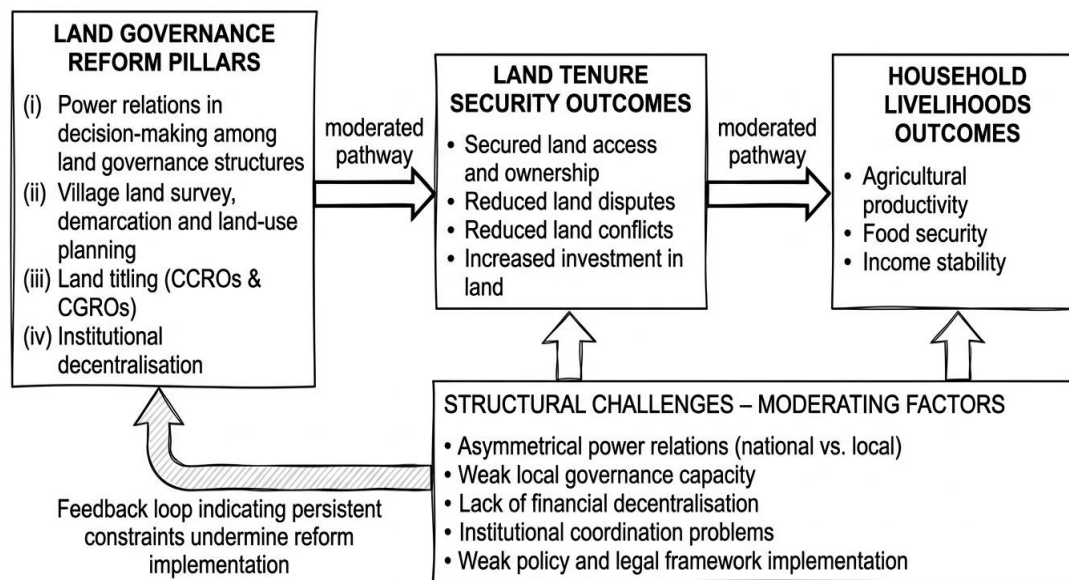 LAND GOVERNANCE
REFORM PILLARS
(i) Power relations in
decision-making among
land governance structures
(ii) Village land survey,
demarcation and land-use
planning
(iii) Land titling (CCROs &
CGROs)
(iv) Institutional
decentralisation
moderated
pathway
LAND TENURE
SECURITY OUTCOMES
• Secured land access
and ownership
• Reduced land disputes
• Reduced land conflicts
• Increased investment in
land
moderated
pathway
HOUSEHOLD
LIVELIHOODS
OUTCOMES
• Agricultural
productivity
• Food security
• Income stability
STRUCTURAL CHALLENGES – MODERATING FACTORS
• Asymmetrical power relations (national vs. local)
• Weak local governance capacity
• Lack of financial decentralisation
• Institutional coordination problems
• Weak policy and legal framework implementation
Feedback loop indicating persistent
constraints undermine reform
implementation